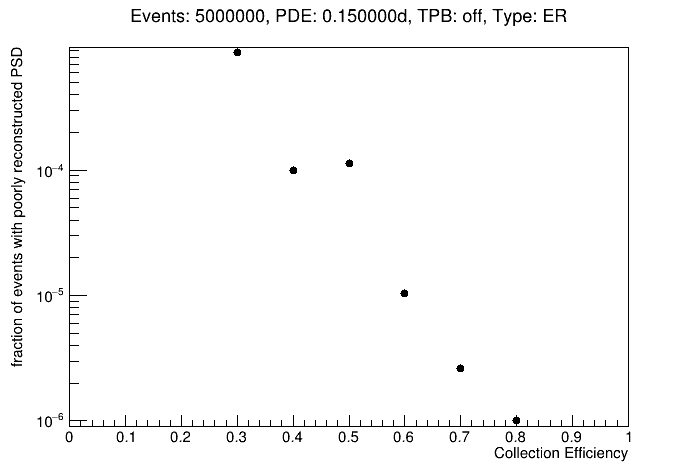 Events: 5000000, PDE: 0.150000d, TPB: off, Type: ER
fraction of events with poorly reconstructed PSD
10⁻⁴
10⁻⁵
10⁻⁶
0 0.1 0.2 0.3 0.4 0.5 0.6 0.7 0.8 0.9 1
Collection Efficiency